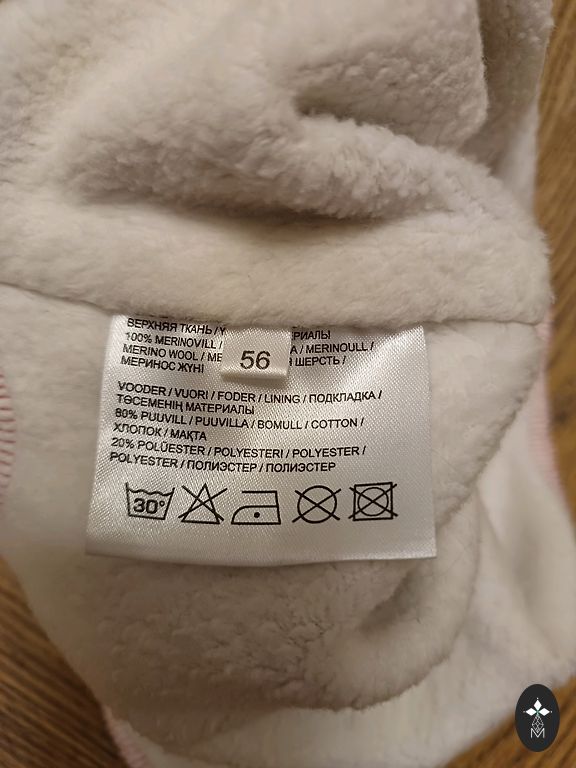 ВЕРХНЯЯ ТКАНЬ /
100% MERINOVILL / / MERINOULL /
MERINO WOOL / ШЕРСТЬ /
МЕРИНОС ЖҮНІ
56
VOODER / VUORI / FODER / LINING / ПОДКЛАДКА /
ТӨСЕМЕНІҢ МАТЕРИАЛЫ
80% PUUVILL / PUUVILLA / BOMULL / COTTON /
ХЛОПОК / МАҚТА
20% POLÜESTER / POLYESTERI / POLYESTER /
POLYESTER / ПОЛИЭСТЕР / ПОЛИЭСТЕР
30°
M